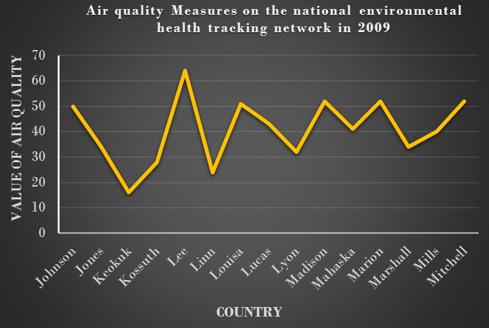 Air quality Measures on the national environmental
health tracking network in 2009
VALUE OF AIR QUALITY
70
60
50
40
30
20
10
0
Johnson
Jones
Keokuk
Kossuth
Lee
Linn
Louisa
Lucas
Lyon
Madison
Mahaska
Marion
Marshall
Mills
Mitchell
COUNTRY